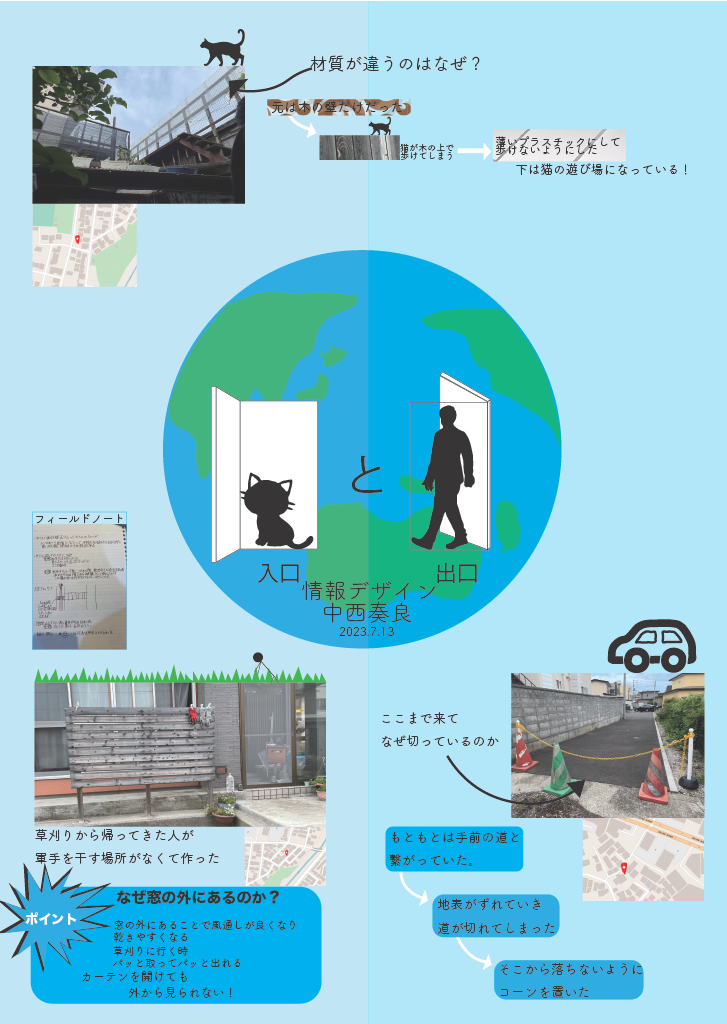 材質が違うのはなぜ？
元は木の壁だけだった
猫が木の上で
歩けてしまう
薄いプラスチックにして
歩けないようにした
下は猫の遊び場になっている！
と
入口
出口
情報デザイン
中西奏良
2023.7.13
フィールドノート
草刈りから帰ってきた人が
軍手を干す場所がなくて作った
ポイント
なぜ窓の外にあるのか？
窓の外にあることで風通しが良くなり
乾きやすくなる
草刈りに行く時
パッと取ってパッと出れる
カーテンを開けても
外から見られない！
ここまで来て
なぜ切っているのか
もともとは手前の道と
繋がっていた。
地表がずれていき
道が切れてしまった
そこから落ちないように
コーンを置いた